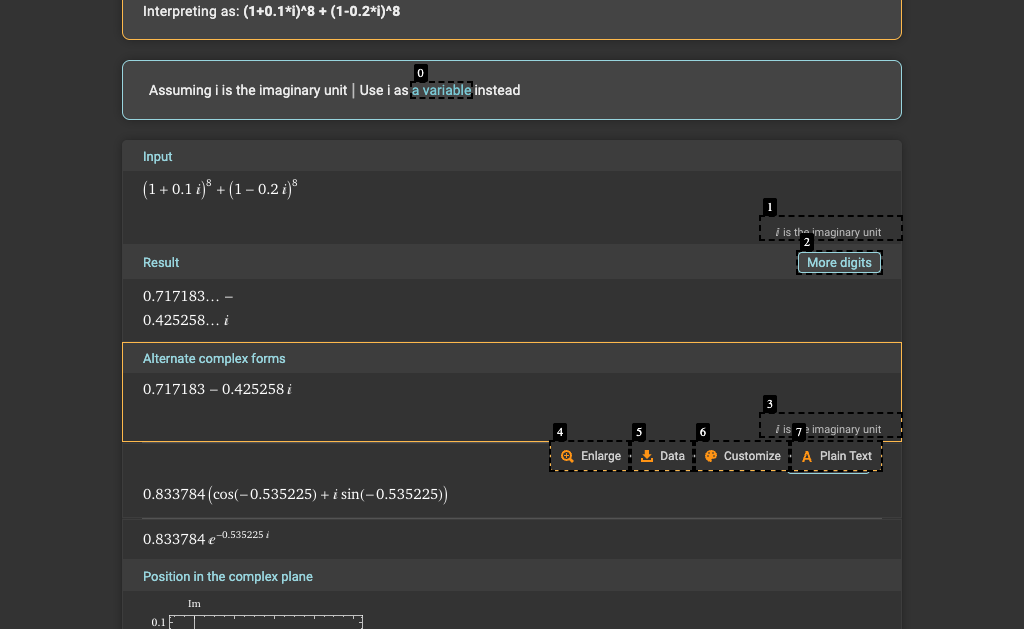 Interpreting as: (1+0.1*i)^8 + (1-0.2*i)^8
0
Assuming i is the imaginary unit | Use i as a variable instead
Input
(1 + 0.1 i)^8 + (1 − 0.2 i)^8
1
i is the imaginary unit
2
Result
More digits
0.717183… −
0.425258… i
Alternate complex forms
0.717183 − 0.425258 i
3
i is the imaginary unit
4 5 6 7
Enlarge Data Customize A Plain Text
0.833784 (cos(−0.535225) + i sin(−0.535225))
0.833784 e^−0.535225 i
Position in the complex plane
Im
0.1